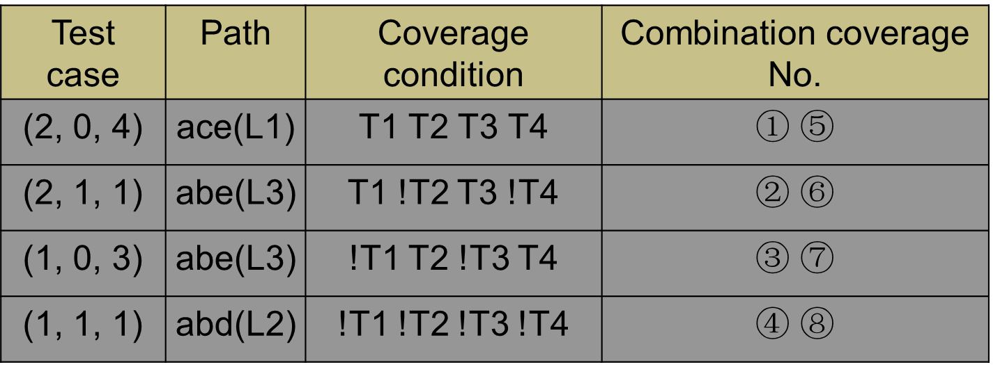 Test case | Path | Coverage condition | Combination coverage No.
(2, 0, 4) | ace(L1) | T1 T2 T3 T4 | ① ⑤
(2, 1, 1) | abe(L3) | T1 !T2 T3 !T4 | ② ⑥
(1, 0, 3) | abe(L3) | !T1 T2 !T3 T4 | ③ ⑦
(1, 1, 1) | abd(L2) | !T1 !T2 !T3 !T4 | ④ ⑧